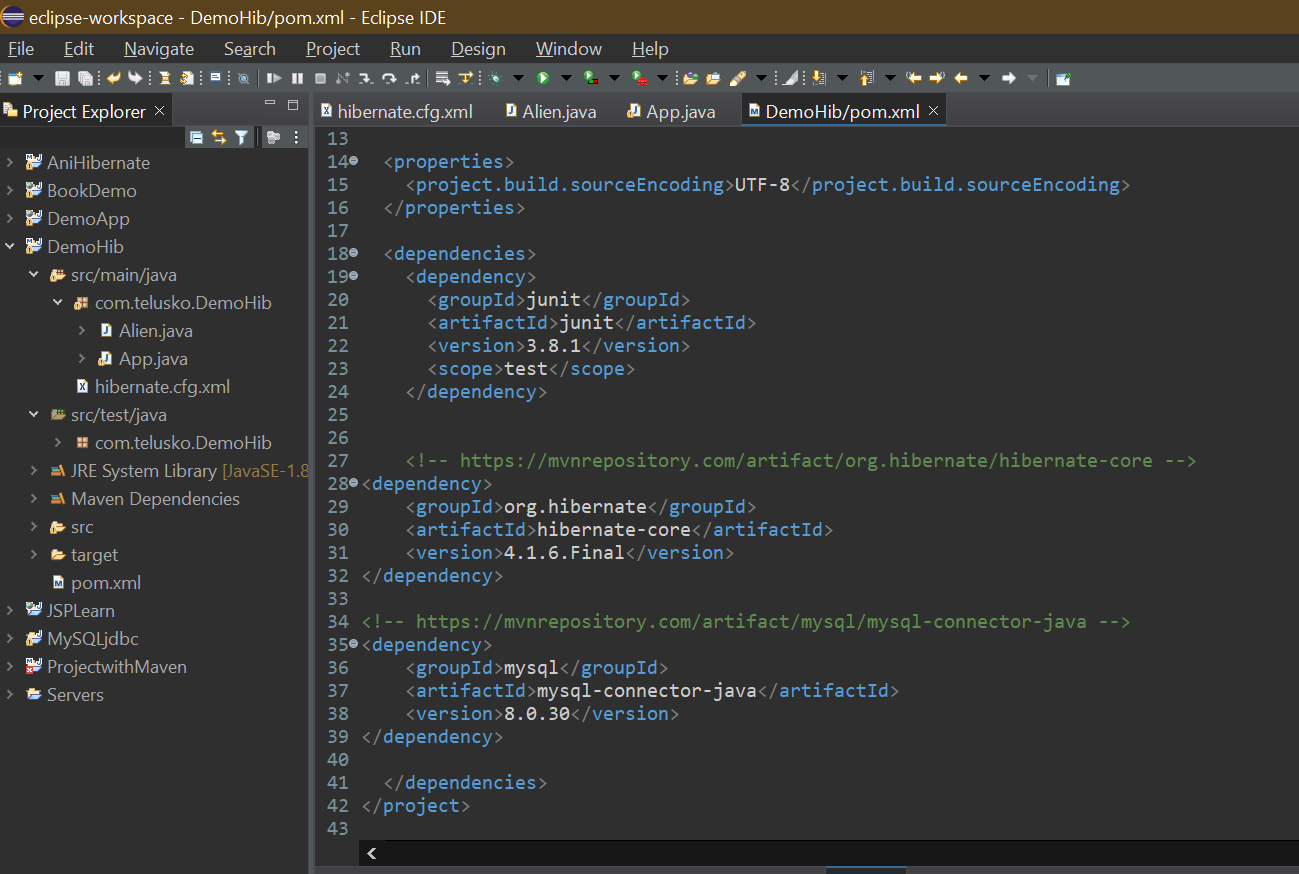 eclipse-workspace - DemoHib/pom.xml - Eclipse IDE
File Edit Navigate Search Project Run Design Window Help
Project Explorer
AniHibernate
BookDemo
DemoApp
DemoHib
src/main/java
com.telusko.DemoHib
Alien.java
App.java
hibernate.cfg.xml
src/test/java
com.telusko.DemoHib
JRE System Library [JavaSE-1.8
Maven Dependencies
src
target
pom.xml
JSPLearn
MySQLjdbc
ProjectwithMaven
Servers
hibernate.cfg.xml Alien.java App.java DemoHib/pom.xml
13
14 <properties>
15 <project.build.sourceEncoding>UTF-8</project.build.sourceEncoding>
16 </properties>
17
18 <dependencies>
19 <dependency>
20 <groupId>junit</groupId>
21 <artifactId>junit</artifactId>
22 <version>3.8.1</version>
23 <scope>test</scope>
24 </dependency>
25
26
27 <!-- https://mvnrepository.com/artifact/org.hibernate/hibernate-core -->
28 <dependency>
29 <groupId>org.hibernate</groupId>
30 <artifactId>hibernate-core</artifactId>
31 <version>4.1.6.Final</version>
32 </dependency>
33
34 <!-- https://mvnrepository.com/artifact/mysql/mysql-connector-java -->
35 <dependency>
36 <groupId>mysql</groupId>
37 <artifactId>mysql-connector-java</artifactId>
38 <version>8.0.30</version>
39 </dependency>
40
41 </dependencies>
42 </project>
43